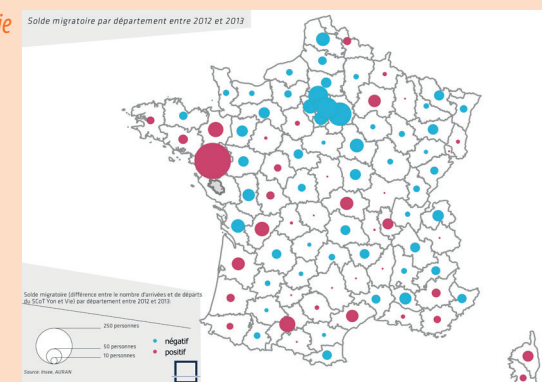 ie
Solde migratoire par département entre 2012 et 2013
Solde migratoire (différence entre le nombre d'arrivées et de départs
du SCoT Yon et Vie) par département entre 2012 et 2013
250 personnes
50 personnes
10 personnes
négatif
positif
Source: Insee, AURAN